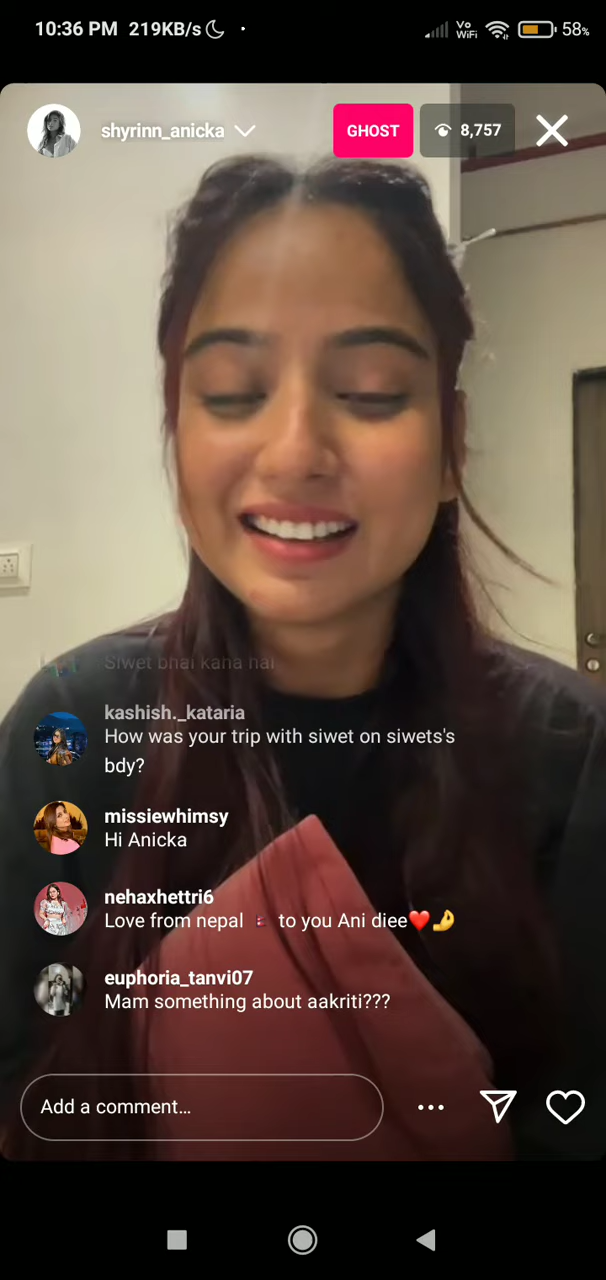 10:36 PM 219KB/s
Vo
WiFi
58%
shyrinn_anicka
GHOST
8,757
Siwet bhai kaha hai
kashish._kataria
How was your trip with siwet on siwets's
bdy?
missiewhimsy
Hi Anicka
nehaxhettri6
Love from nepal 🇳🇵 to you Ani diee❤️🤌
euphoria_tanvi07
Mam something about aakriti???
Add a comment...